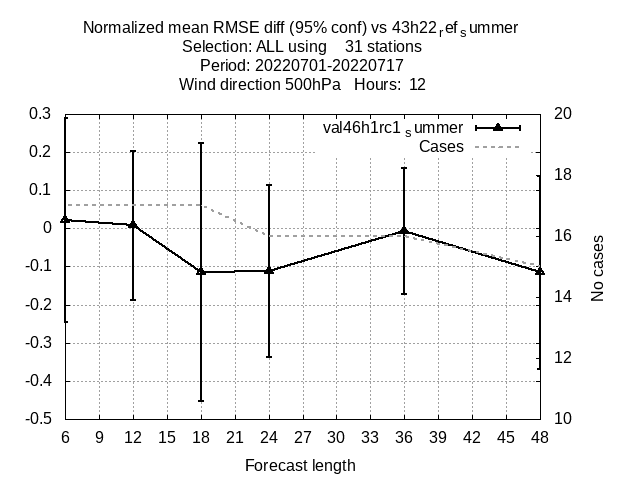 Normalized mean RMSE diff (95% conf) vs 43h22refsummer
Selection: ALL using    31 stations
Period: 20220701-20220717
Wind direction 500hPa   Hours:  12
val46h1rc1summer
Cases
0.3
0.2
0.1
0
-0.1
-0.2
-0.3
-0.4
-0.5
20
18
16
14
12
10
No cases
6 9 12 15 18 21 24 27 30 33 36 39 42 45 48
Forecast length